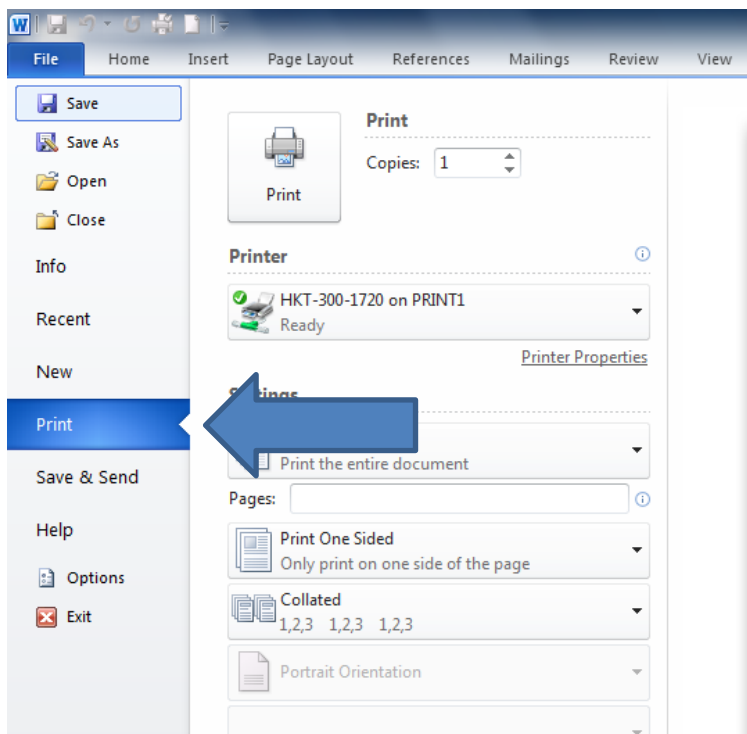 W
File Home Insert Page Layout References Mailings Review View
Save
Save As
Open
Close
Info
Recent
New
Print
Save & Send
Help
Options
Exit
Print
Print
Copies: 1
Printer
HKT-300-1720 on PRINT1
Ready
Printer Properties
Print the entire document
Pages:
Print One Sided
Only print on one side of the page
Collated
1,2,3 1,2,3 1,2,3
Portrait Orientation